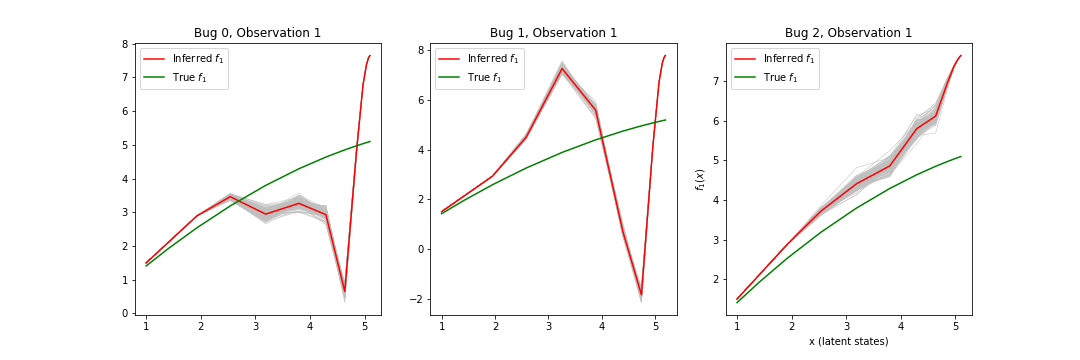 Bug 0, Observation 1
8
7
6
5
4
3
2
1
0
Inferred f₁
True f₁
1 2 3 4 5
Bug 1, Observation 1
8
6
4
2
0
−2
Inferred f₁
True f₁
1 2 3 4 5
Bug 2, Observation 1
f₁(x)
7
6
5
4
3
2
Inferred f₁
True f₁
1 2 3 4 5
x (latent states)